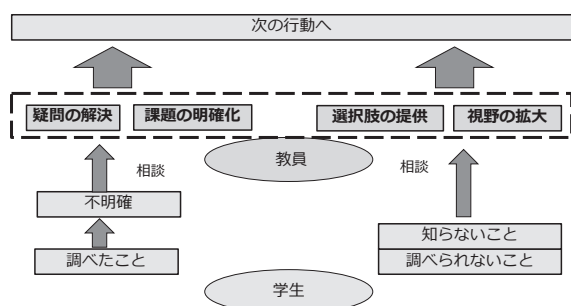 次の行動へ
疑問の解決
課題の明確化
選択肢の提供
視野の拡大
教員
相談
相談
不明確
知らないこと
調べたこと
調べられないこと
学生